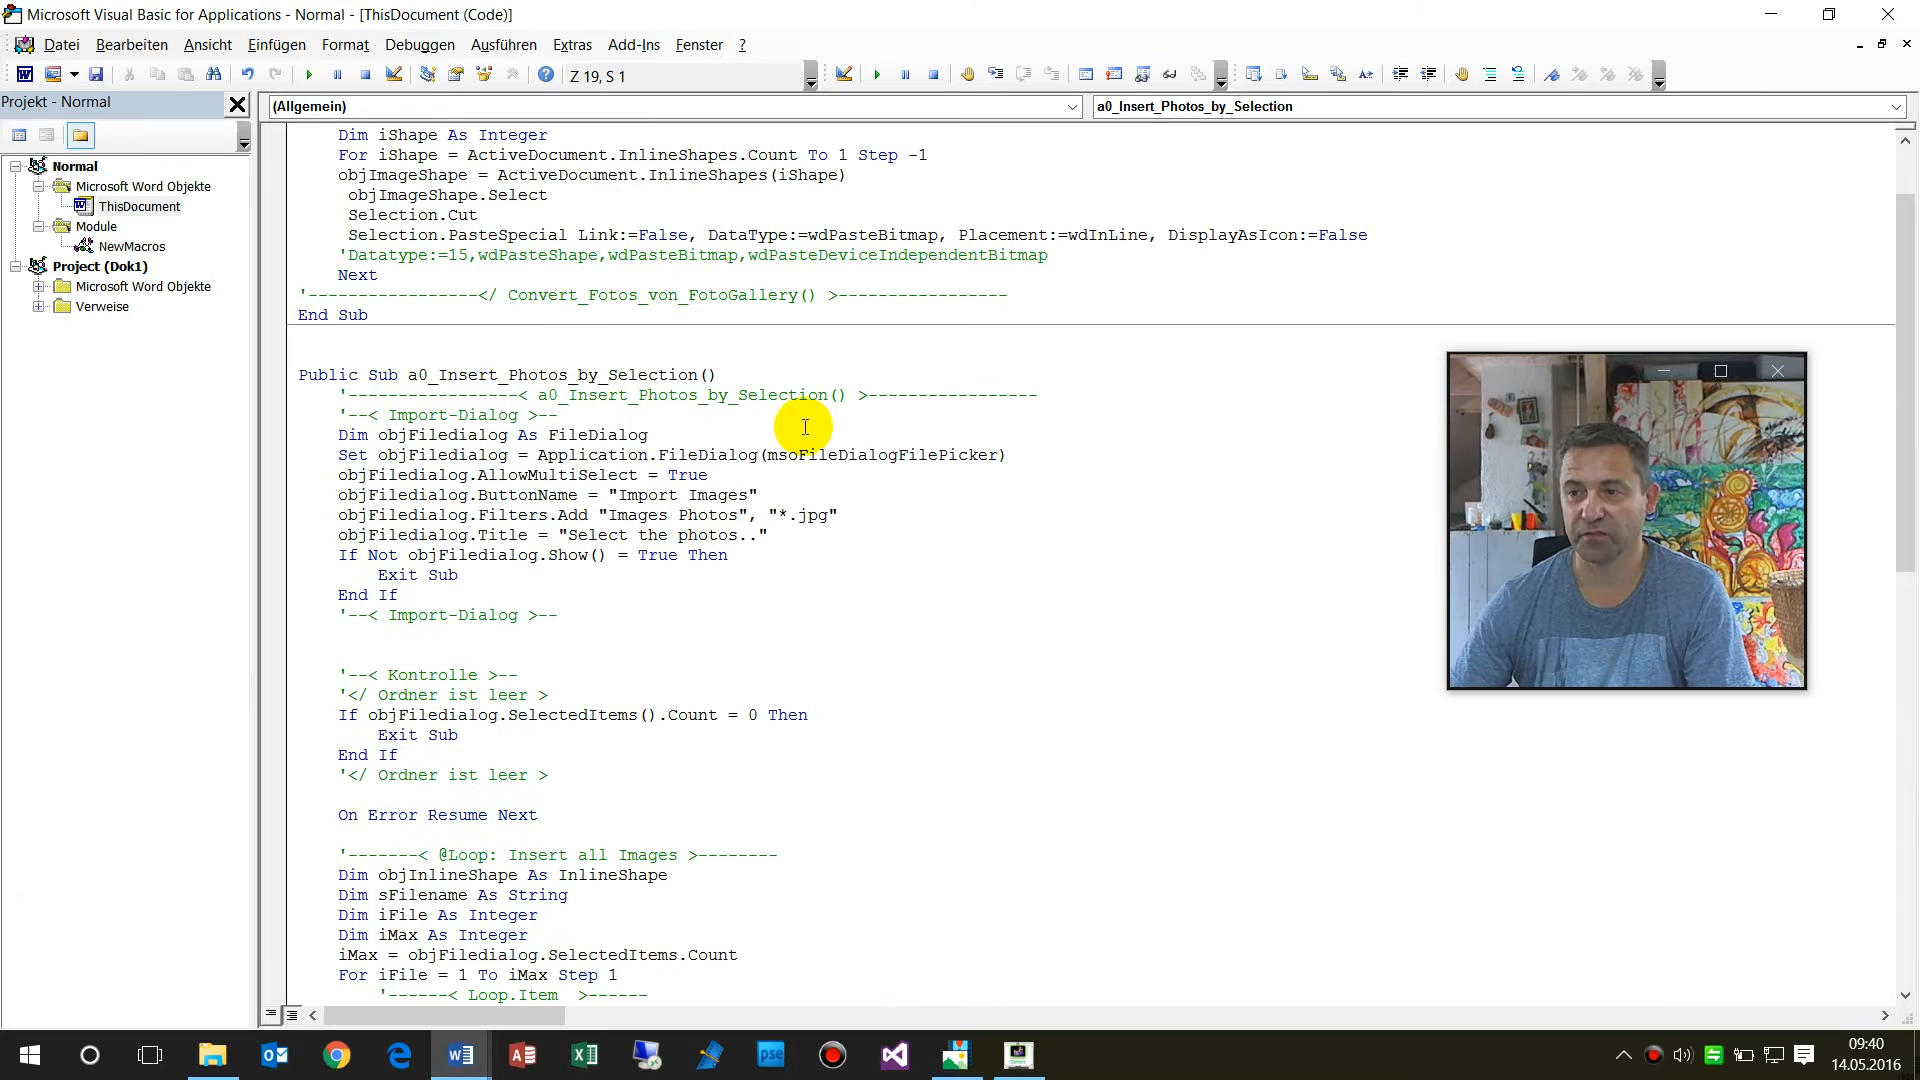 Microsoft Visual Basic for Applications - Normal - [ThisDocument (Code)]
Datei Bearbeiten Ansicht Einfügen Format Debuggen Ausführen Extras Add-Ins Fenster ?
Z 19, S 1
Projekt - Normal
(Allgemein)
a0_Insert_Photos_by_Selection
Normal
Microsoft Word Objekte
ThisDocument
Module
NewMacros
Project (Dok1)
Microsoft Word Objekte
Verweise
Dim iShape As Integer
For iShape = ActiveDocument.InlineShapes.Count To 1 Step -1
objImageShape = ActiveDocument.InlineShapes(iShape)
objImageShape.Select
Selection.Cut
Selection.PasteSpecial Link:=False, DataType:=wdPasteBitmap, Placement:=wdInLine, DisplayAsIcon:=False
'Datatype:=15,wdPasteShape,wdPasteBitmap,wdPasteDeviceIndependentBitmap
Next
'-----------------</ Convert_Fotos_von_FotoGallery() >-----------------
End Sub
Public Sub a0_Insert_Photos_by_Selection()
'-----------------< a0_Insert_Photos_by_Selection() >-----------------
'--< Import-Dialog >--
Dim objFiledialog As FileDialog
Set objFiledialog = Application.FileDialog(msoFileDialogFilePicker)
objFiledialog.AllowMultiSelect = True
objFiledialog.ButtonName = "Import Images"
objFiledialog.Filters.Add "Images Photos", "*.jpg"
objFiledialog.Title = "Select the photos.."
If Not objFiledialog.Show() = True Then
Exit Sub
End If
'--< Import-Dialog >--
'--< Kontrolle >--
'</ Ordner ist leer >
If objFiledialog.SelectedItems().Count = 0 Then
Exit Sub
End If
'</ Ordner ist leer >
On Error Resume Next
'-------< @Loop: Insert all Images >--------
Dim objInlineShape As InlineShape
Dim sFilename As String
Dim iFile As Integer
Dim iMax As Integer
iMax = objFiledialog.SelectedItems.Count
For iFile = 1 To iMax Step 1
'------< Loop.Item  >------
pse
09:40
14.05.2016